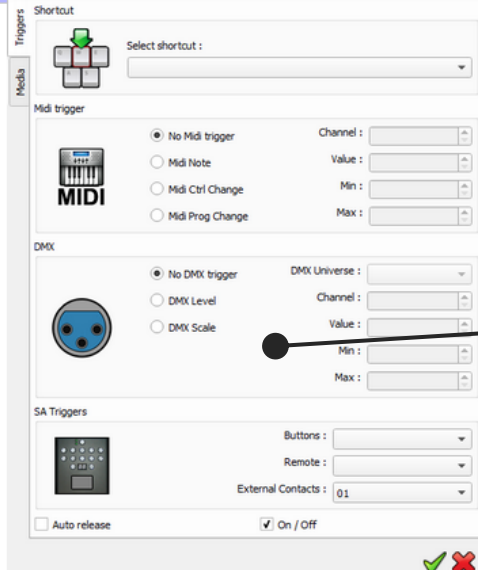 Triggers
Media
Shortcut
Select shortcut :
Midi trigger
MIDI
No Midi trigger
Channel :
Midi Note
Value :
Midi Ctrl Change
Min :
Midi Prog Change
Max :
DMX
No DMX trigger
DMX Universe :
DMX Level
Channel :
DMX Scale
Value :
Min :
Max :
SA Triggers
Buttons :
Remote :
External Contacts : 01
Auto release
On / Off